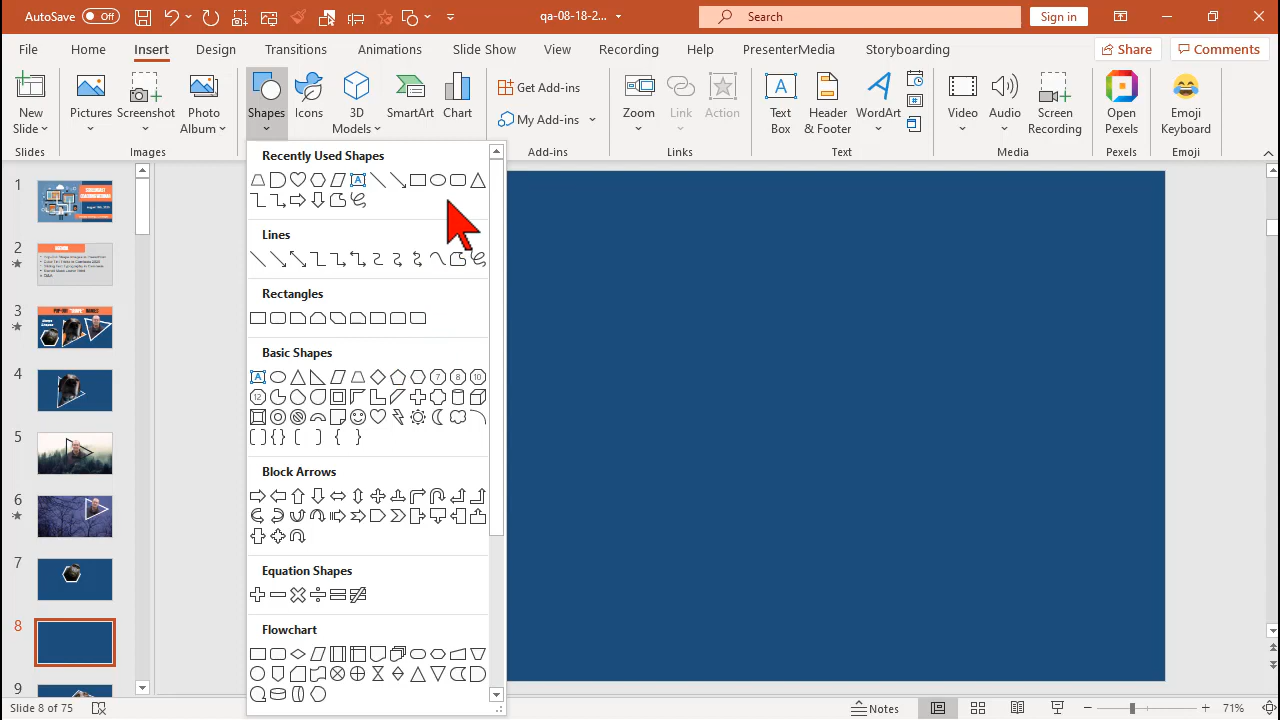 AutoSave Off qa-08-18-2... Search Sign in
File Home Insert Design Transitions Animations Slide Show View Recording Help PresenterMedia Storyboarding Share Comments
New Slide Pictures Screenshot Photo Album Shapes Icons 3D Models SmartArt Chart Get Add-ins My Add-ins Zoom Link Action Text Box Header & Footer WordArt Video Audio Screen Recording Open Pexels Emoji Keyboard
Slides Images Add-ins Links Text Media Pexels Emoji
Recently Used Shapes
Lines
Rectangles
Basic Shapes
7 8 10
12
Block Arrows
Equation Shapes
Flowchart
1
2
3
4
5
6
7
8
9
Slide 8 of 75 Notes 71%